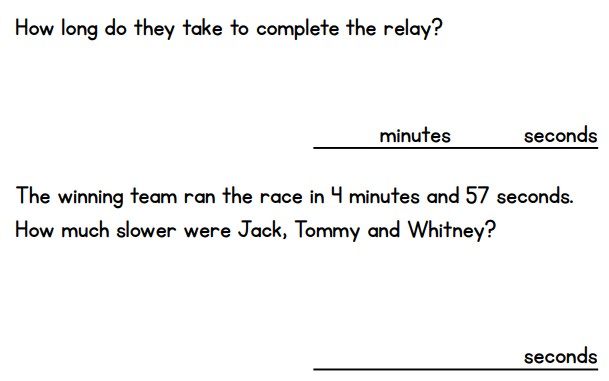 How long do they take to complete the relay?
minutes seconds
The winning team ran the race in 4 minutes and 57 seconds.
How much slower were Jack, Tommy and Whitney?
seconds